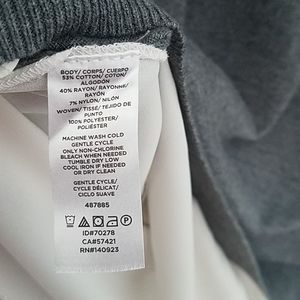 BODY/ CORPS/ CUERPO
53% COTTON/ COTON/
ALGODÓN
40% RAYON/ RAYONNE/
RAYÓN
7% NYLON/ NILÓN
WOVEN/ TISSÉ/ TEJIDO DE
PUNTO
100% POLYESTER/
POLIÉSTER
MACHINE WASH COLD
GENTLE CYCLE
ONLY NON-CHLORINE
BLEACH WHEN NEEDED
TUMBLE DRY LOW
COOL IRON IF NEEDED
OR DRY CLEAN
GENTLE CYCLE/
CYCLE DÉLICAT/
CICLO SUAVE
487885
ID#70278
CA#57421
RN#140923